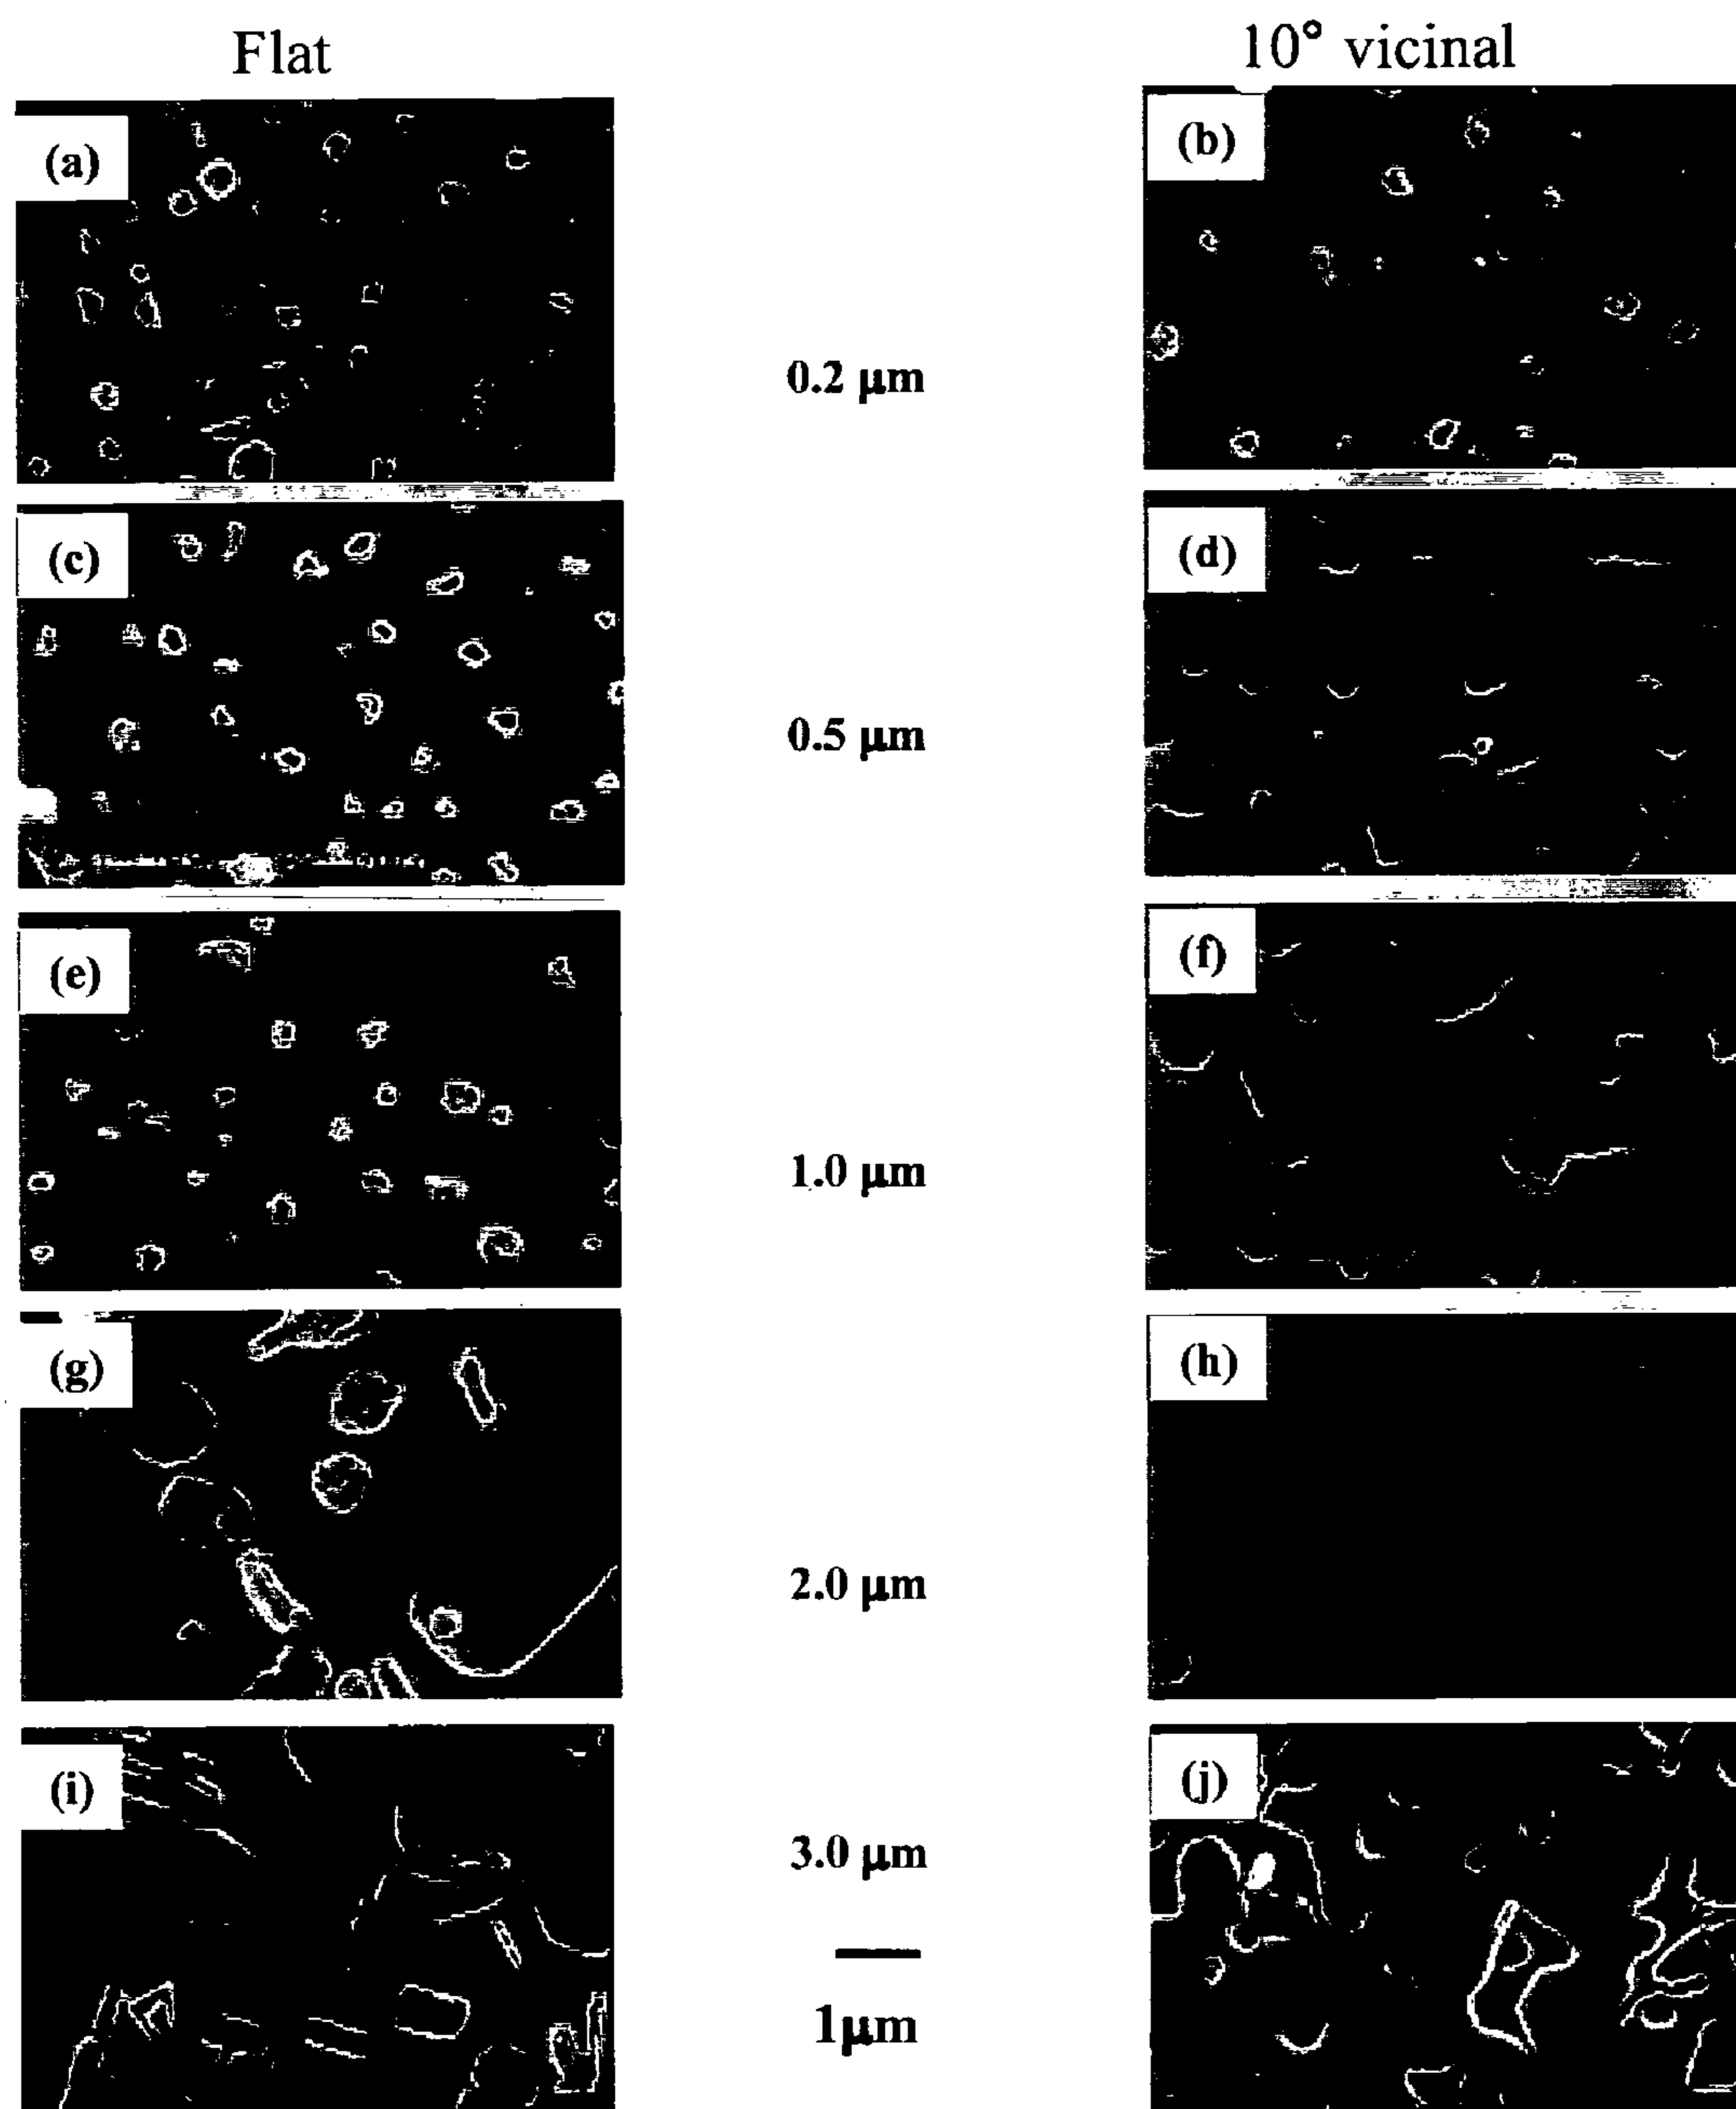 Flat
10° vicinal
(a)
(b)
0.2 μm
(c)
(d)
0.5 μm
(e)
(f)
1.0 μm
(g)
(h)
2.0 μm
(i)
(j)
3.0 μm
1μm